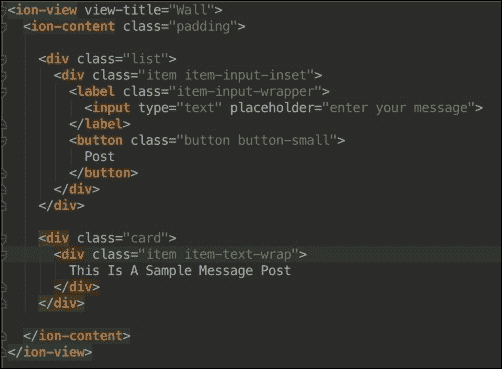 <ion-view view-title="Wall">
<ion-content class="padding">
<div class="list">
<div class="item item-input-inset">
<label class="item-input-wrapper">
<input type="text" placeholder="enter your message">
</label>
<button class="button button-small">
Post
</button>
</div>
</div>
<div class="card">
<div class="item item-text-wrap">
This Is A Sample Message Post
</div>
</div>
</ion-content>
</ion-view>